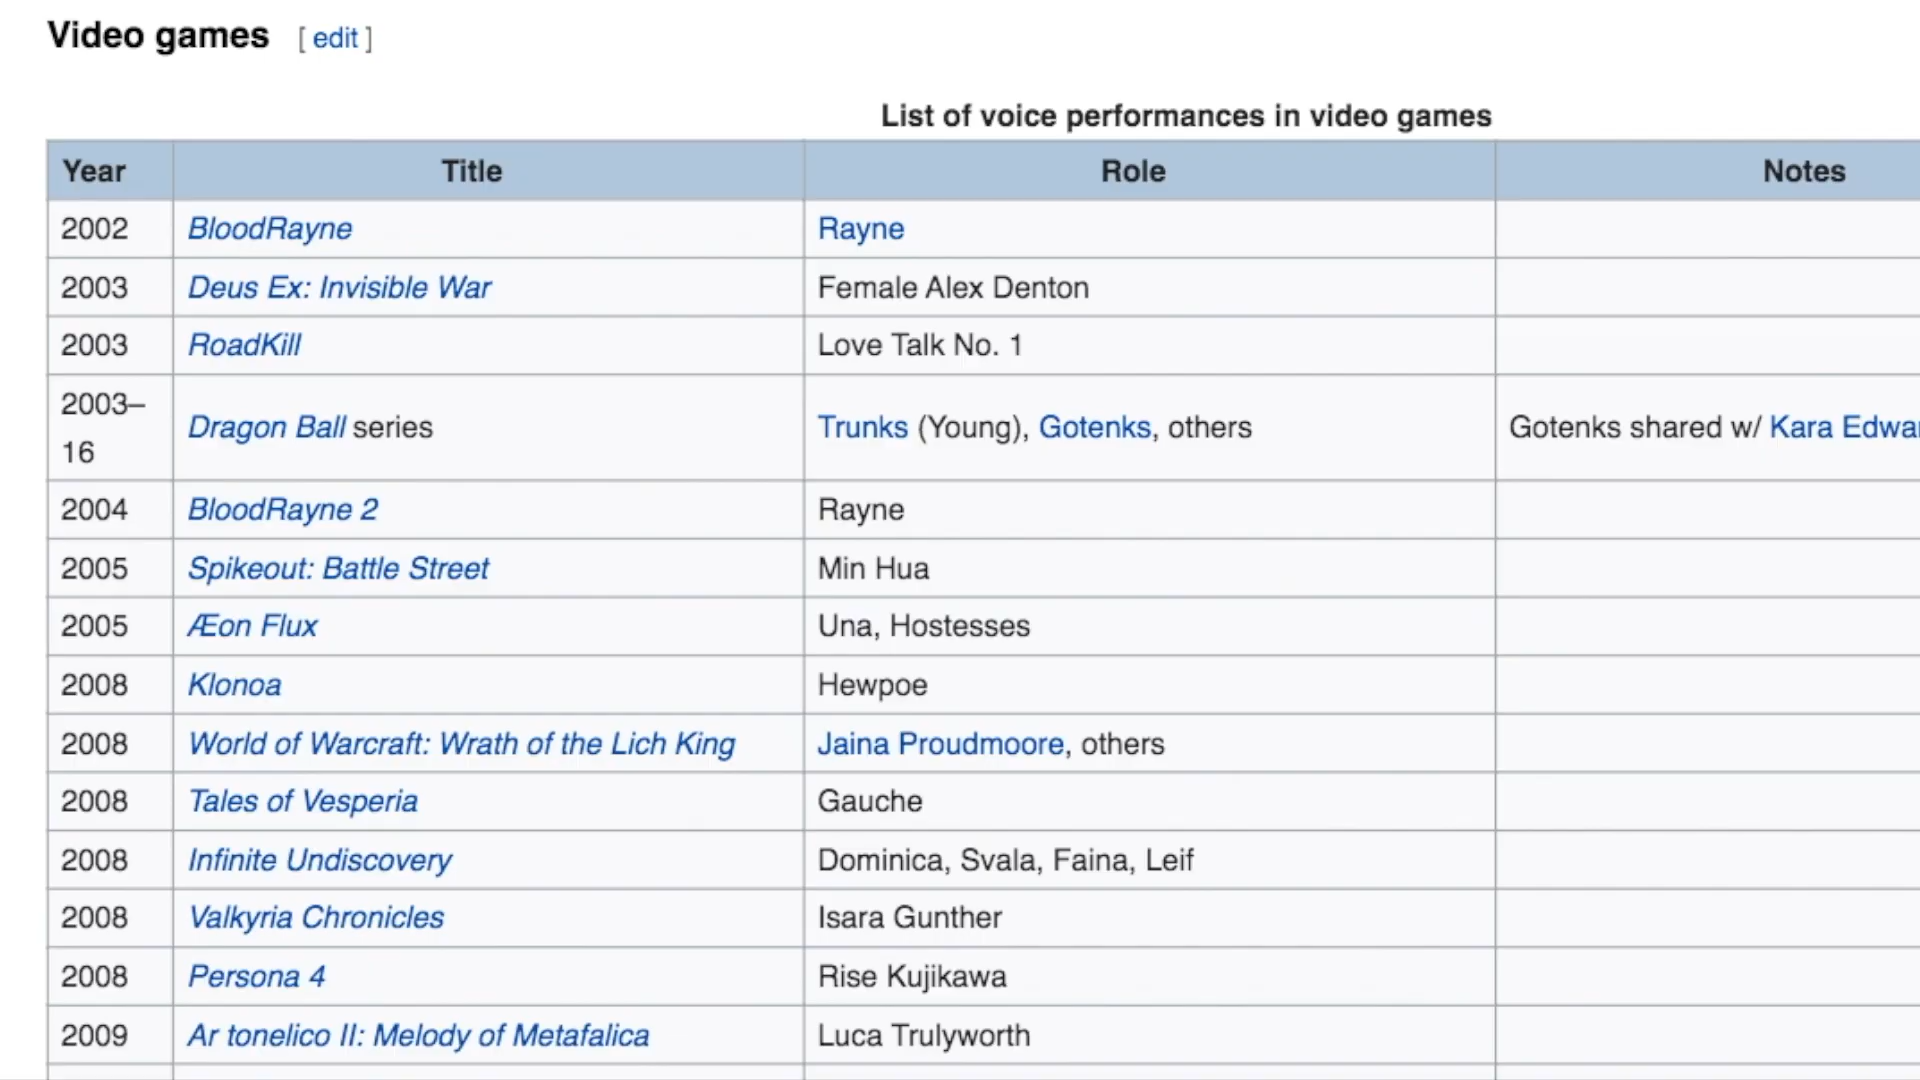 Video games [ edit ]
List of voice performances in video games
Year Title Role Notes
2002 BloodRayne Rayne
2003 Deus Ex: Invisible War Female Alex Denton
2003 RoadKill Love Talk No. 1
2003–
16 Dragon Ball series Trunks (Young), Gotenks, others Gotenks shared w/ Kara
2004 BloodRayne 2 Rayne
2005 Spikeout: Battle Street Min Hua
2005 Æon Flux Una, Hostesses
2008 Klonoa Hewpoe
2008 World of Warcraft: Wrath of the Lich King Jaina Proudmoore, others
2008 Tales of Vesperia Gauche
2008 Infinite Undiscovery Dominica, Svala, Faina, Leif
2008 Valkyria Chronicles Isara Gunther
2008 Persona 4 Rise Kujikawa
2009 Ar tonelico II: Melody of Metafalica Luca Trulyworth